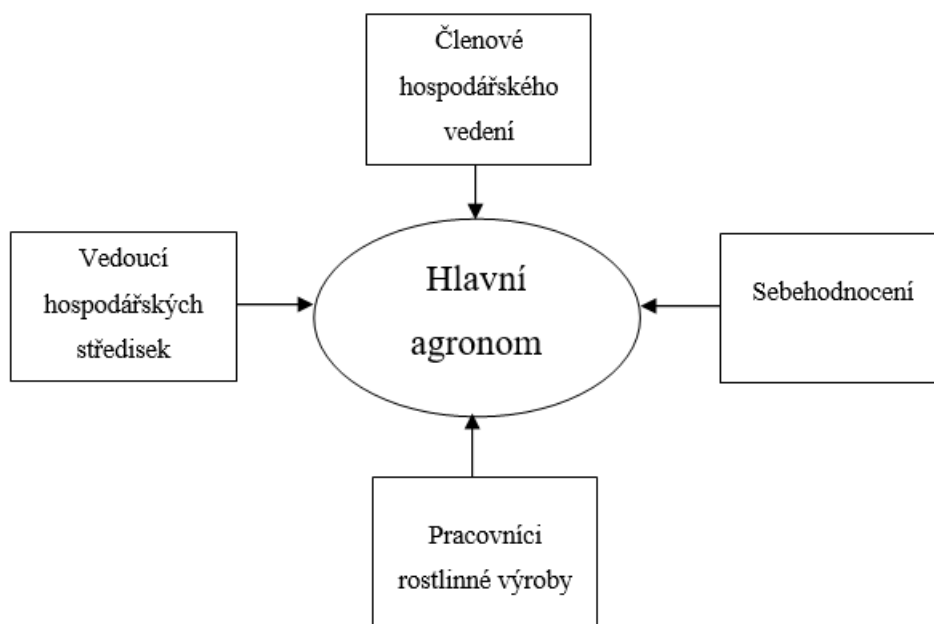 Členové
hospodářského
vedení
Vedoucí
hospodářských
středisek
Hlavní
agronom
Sebehodnocení
Pracovníci
rostlinné výroby